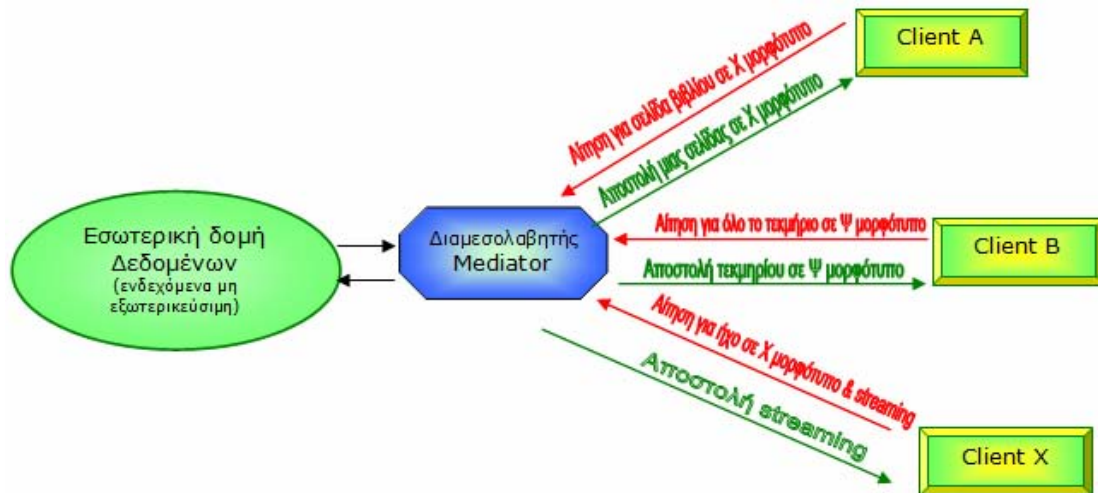 Client A
Αίτηση για σελίδα βιβλίου σε Χ μορφότυπο
Αποστολή μιας σελίδας σε Χ μορφότυπο
Εσωτερική δομή
Δεδομένων
(ενδεχόμενα μη
εξωτερικεύσιμη)
Διαμεσολαβητής
Mediator
Αίτηση για όλο το τεκμήριο σε Ψ μορφότυπο
Αποστολή τεκμηρίου σε Ψ μορφότυπο
Client B
Αίτηση για ήχο σε Χ μορφότυπο & streaming
Αποστολή streaming
Client X